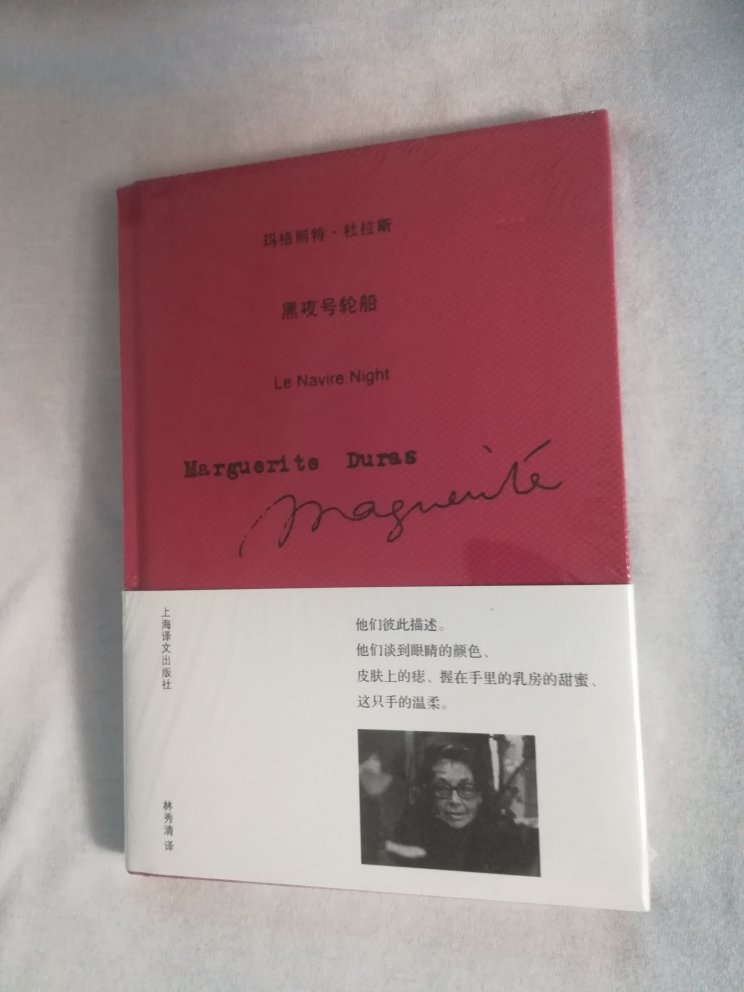 玛格丽特·杜拉斯
黑夜号轮船
Le Navire Night
Marguerite Duras
Marguerite
他们彼此描述。
他们谈到眼睛的颜色、
皮肤上的痣、握在手里的乳房的甜蜜、
这只手的温柔。
上海译文出版社
林秀清 译